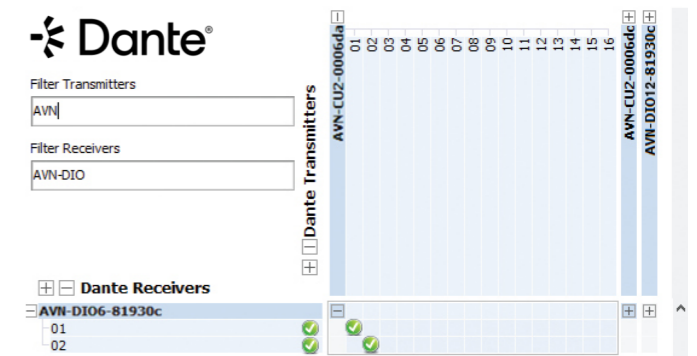 Dante®
Filter Transmitters
AVN
Filter Receivers
AVN-DIO
Dante Transmitters
AVN-CU2-0006da
01 02 03 04 05 06 07 08 09 10 11 12 13 14 15 16
AVN-CU2-0006dc
AVN-DIO12-81930c
Dante Receivers
AVN-DIO6-81930c
01
02